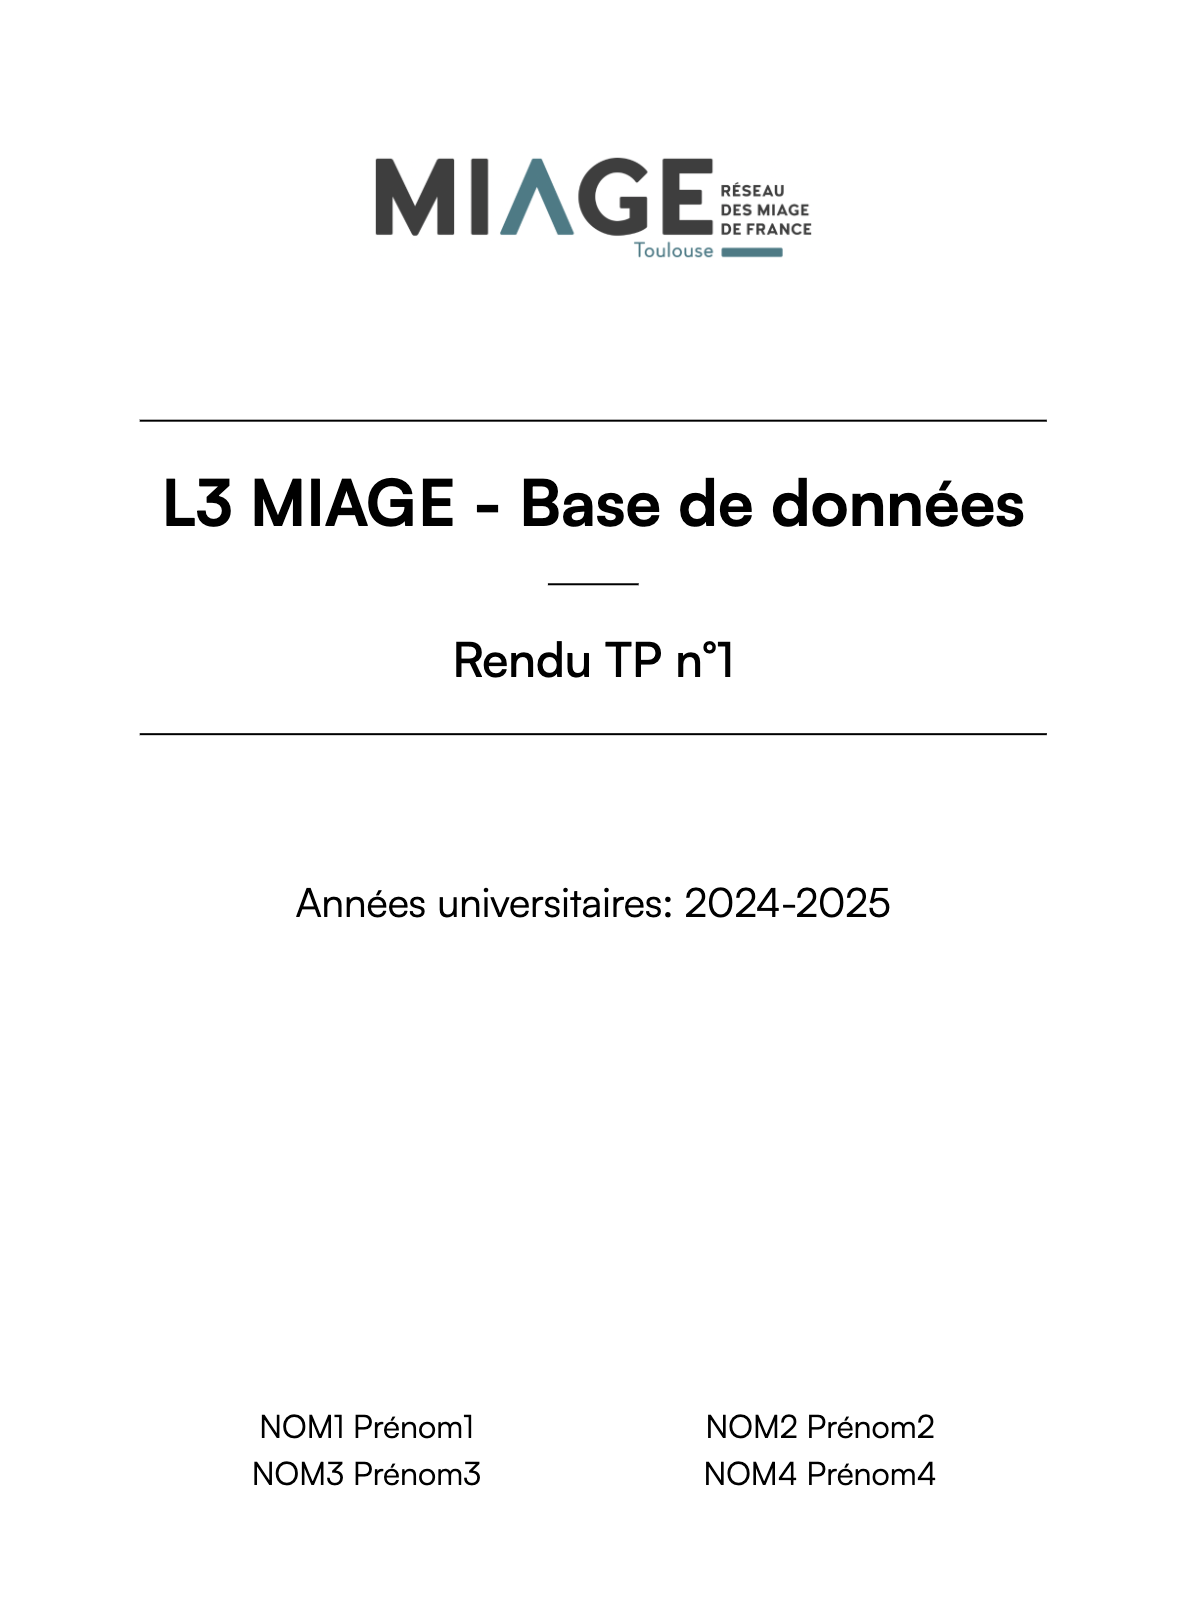 MIAGE
RÉSEAU
DES MIAGE
DE FRANCE
Toulouse
L3 MIAGE - Base de données
Rendu TP n°1
Années universitaires: 2024-2025
NOM1 Prénom1
NOM2 Prénom2
NOM3 Prénom3
NOM4 Prénom4